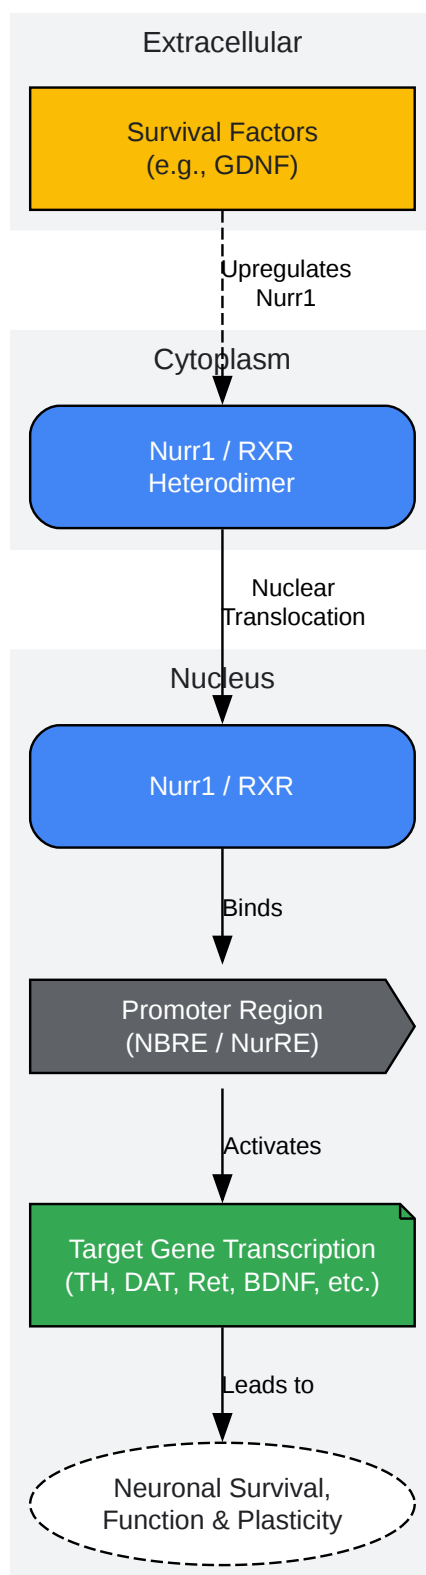 Extracellular
Survival Factors
(e.g., GDNF)
Upregulates
Nurr1
Cytoplasm
Nurr1 / RXR
Heterodimer
Nuclear
Translocation
Nucleus
Nurr1 / RXR
Binds
Promoter Region
(NBRE / NurRE)
Activates
Target Gene Transcription
(TH, DAT, Ret, BDNF, etc.)
Leads to
Neuronal Survival,
Function & Plasticity